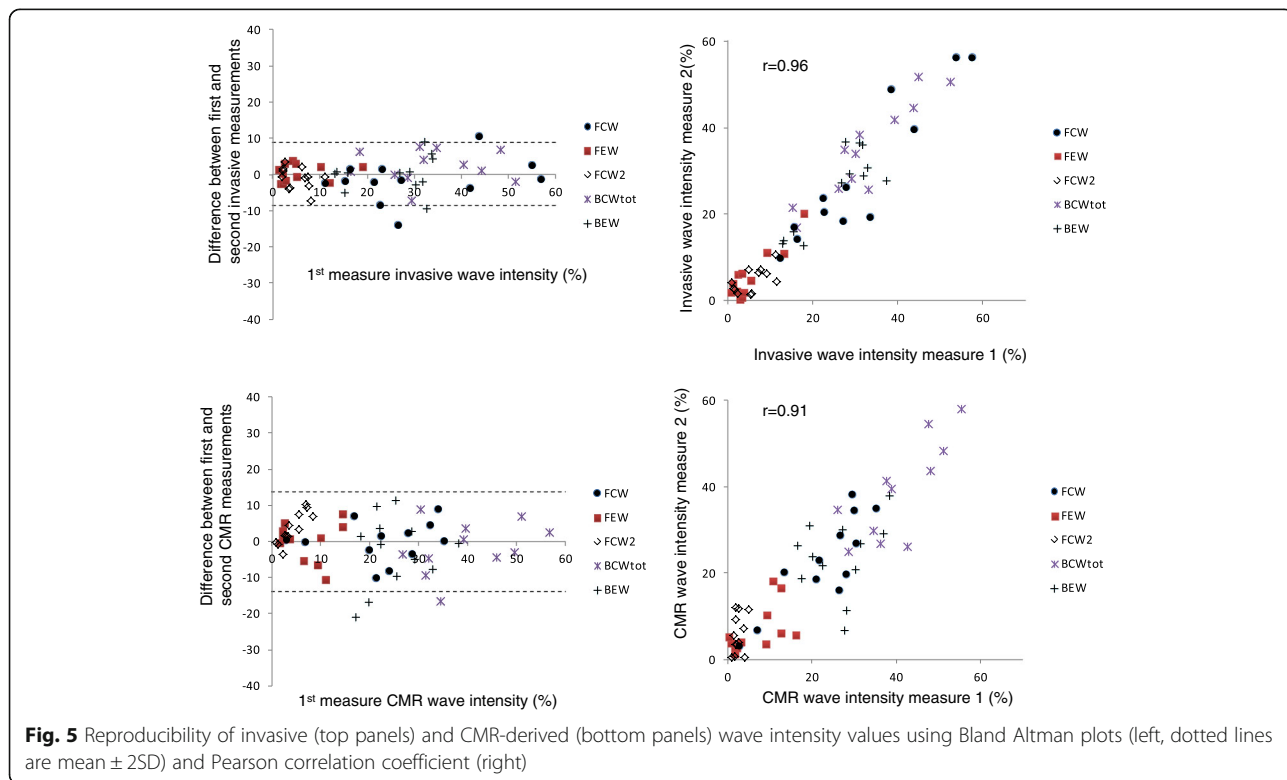 Difference between first and
second invasive measurements
40
30
20
10
0
-10
-20
-30
-40
0 10 20 30 40 50 60
1st measure invasive wave intensity (%)
FCW
FEW
FCW2
BCWtot
BEW
Invasive wave intensity measure 2(%)
60
40
20
0
r=0.96
0 20 40 60
Invasive wave intensity measure 1 (%)
FCW
FEW
FCW2
BCWtot
BEW
Difference between first and
second CMR measurements
40
30
20
10
0
-10
-20
-30
-40
0 10 20 30 40 50 60
1st measure CMR wave intensity (%)
FCW
FEW
FCW2
BCWtot
BEW
CMR wave intensity measure 2 (%)
60
40
20
0
r=0.91
0 20 40 60
CMR wave intensity measure 1 (%)
FCW
FEW
FCW2
BCWtot
BEW
Fig. 5 Reproducibility of invasive (top panels) and CMR-derived (bottom panels) wave intensity values using Bland Altman plots (left, dotted lines
are mean ± 2SD) and Pearson correlation coefficient (right)